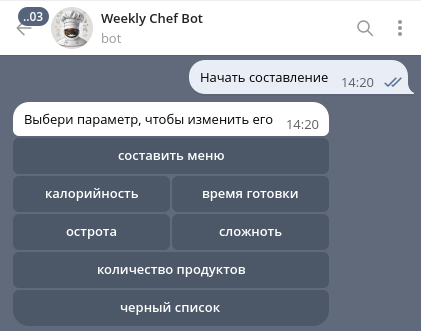 ..03
Weekly Chef Bot
bot
Начать составление 14:20
Выбери параметр, чтобы изменить его 14:20
составить меню
калорийность время готовки
острота сложноть
количество продуктов
черный список